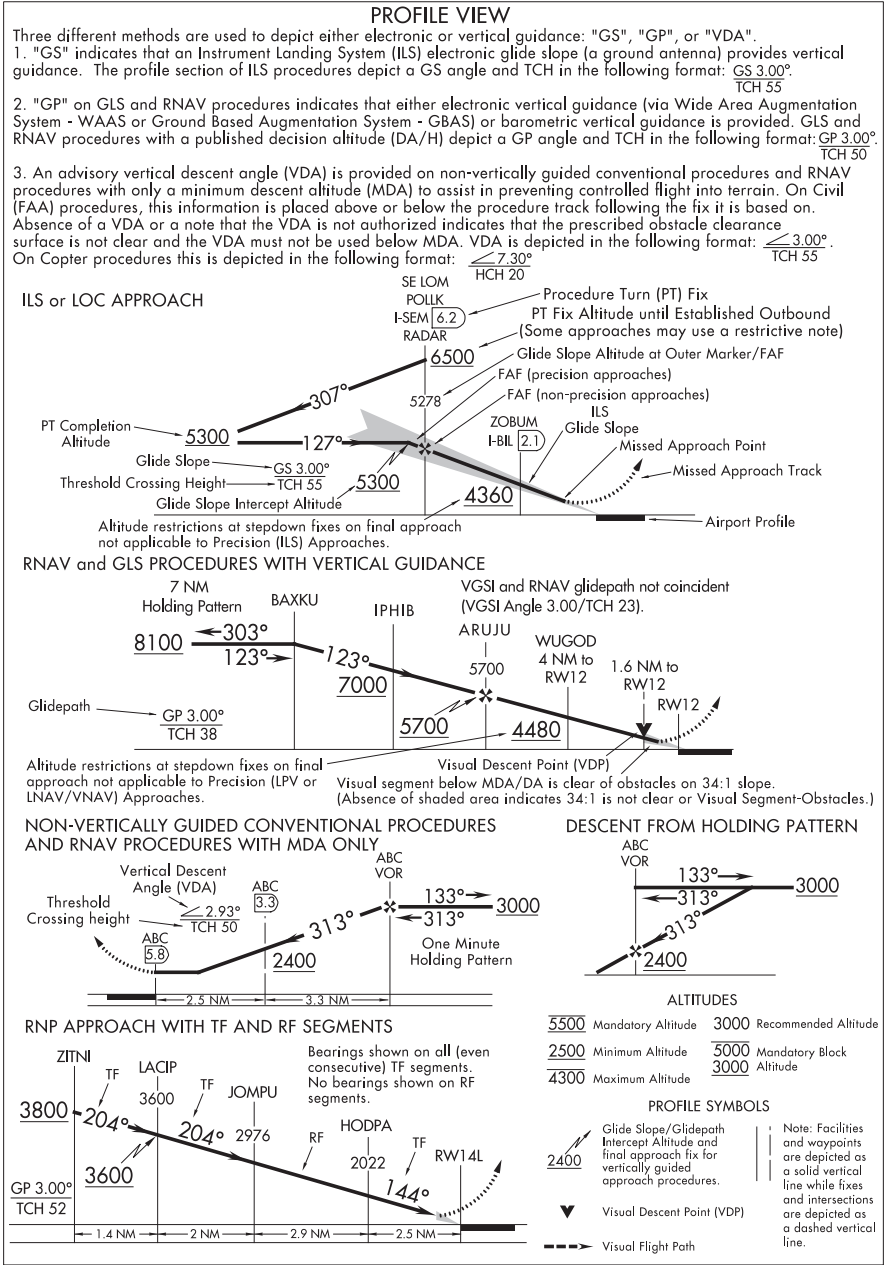 PROFILE VIEW
Three different methods are used to depict either electronic or vertical guidance: "GS", "GP", or "VDA".
1. "GS" indicates that an Instrument Landing System (ILS) electronic glide slope (a ground antenna) provides vertical
guidance. The profile section of ILS procedures depict a GS angle and TCH in the following format: GS 3.00°.
TCH 55
2. "GP" on GLS and RNAV procedures indicates that either electronic vertical guidance (via Wide Area Augmentation
System - WAAS or Ground Based Augmentation System - GBAS) or barometric vertical guidance is provided. GLS and
RNAV procedures with a published decision altitude (DA/H) depict a GP angle and TCH in the following format: GP 3.00°.
TCH 50
3. An advisory vertical descent angle (VDA) is provided on non-vertically guided conventional procedures and RNAV
procedures with only a minimum descent altitude (MDA) to assist in preventing controlled flight into terrain. On Civil
(FAA) procedures, this information is placed above or below the procedure track following the fix it is based on.
Absence of a VDA or a note that the VDA is not authorized indicates that the prescribed obstacle clearance
surface is not clear and the VDA must not be used below MDA. VDA is depicted in the following format: 3.00°.
TCH 55
On Copter procedures this is depicted in the following format: 7.30°
HCH 20
ILS or LOC APPROACH
SE LOM
POLLK
I-SEM 6.2
RADAR
Procedure Turn (PT) Fix
PT Fix Altitude until Established Outbound
(Some approaches may use a restrictive note)
6500
Glide Slope Altitude at Outer Marker/FAF
FAF (precision approaches)
5278
FAF (non-precision approaches)
307°
ZOBUM
I-BIL 2.1
ILS
Glide Slope
PT Completion
Altitude
5300
127°
Missed Approach Point
Missed Approach Track
Glide Slope
GS 3.00°
Threshold Crossing Height
TCH 55
5300
4360
Glide Slope Intercept Altitude
Airport Profile
Altitude restrictions at stepdown fixes on final approach
not applicable to Precision (ILS) Approaches.
RNAV and GLS PROCEDURES WITH VERTICAL GUIDANCE
7 NM
Holding Pattern
BAXKU
IPHIB
VGSI and RNAV glidepath not coincident
(VGSI Angle 3.00/TCH 23).
ARUJU
5700
WUGOD
4 NM to
RW12
1.6 NM to
RW12
RW12
8100
303°
123°
123°
7000
Glidepath
GP 3.00°
TCH 38
5700
4480
Altitude restrictions at stepdown fixes on final
approach not applicable to Precision (LPV or
LNAV/VNAV) Approaches.
Visual Descent Point (VDP)
Visual segment below MDA/DA is clear of obstacles on 34:1 slope.
(Absence of shaded area indicates 34:1 is not clear or Visual Segment-Obstacles.)
NON-VERTICALLY GUIDED CONVENTIONAL PROCEDURES
AND RNAV PROCEDURES WITH MDA ONLY
Vertical Descent
Angle (VDA)
Threshold
Crossing height
2.93°
TCH 50
ABC
3.3
ABC
VOR
133°
313°
3000
313°
ABC
5.8
2400
One Minute
Holding Pattern
2.5 NM
3.3 NM
DESCENT FROM HOLDING PATTERN
ABC
VOR
133°
3000
313°
313°
2400
RNP APPROACH WITH TF AND RF SEGMENTS
ZITNI
TF
LACIP
3600
TF
JOMPU
2976
Bearings shown on all (even
consecutive) TF segments.
No bearings shown on RF
segments.
3800
204°
204°
RF
HODPA
2022
TF
RW14L
3600
144°
GP 3.00°
TCH 52
1.4 NM
2 NM
2.9 NM
2.5 NM
ALTITUDES
5500 Mandatory Altitude
3000 Recommended Altitude
2500 Minimum Altitude
5000 Mandatory Block
3000 Altitude
4300 Maximum Altitude
PROFILE SYMBOLS
2400
Glide Slope/Glidepath
Intercept Altitude and
final approach fix for
vertically guided
approach procedures.
Visual Descent Point (VDP)
Visual Flight Path
Note: Facilities
and waypoints
are depicted as
a solid vertical
line while fixes
and intersections
are depicted as
a dashed vertical
line.